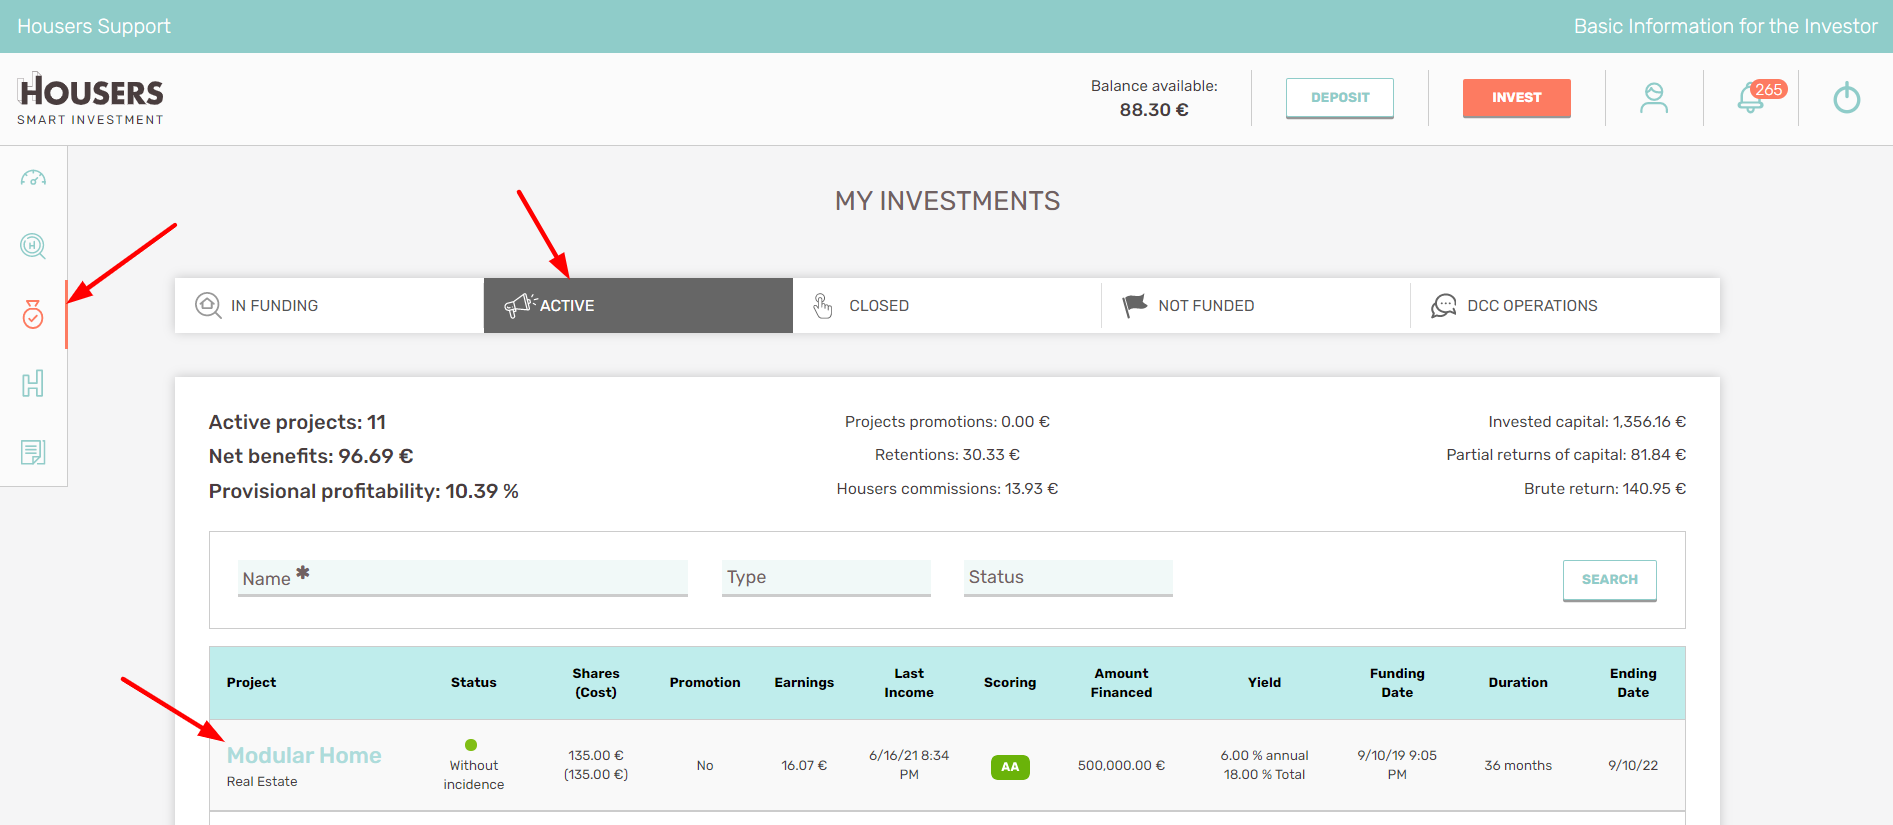 Housers Support
Basic Information for the Investor
HOUSERS
SMART INVESTMENT
Balance available:
88.30 €
DEPOSIT
INVEST
265
MY INVESTMENTS
IN FUNDING
ACTIVE
CLOSED
NOT FUNDED
DCC OPERATIONS
Active projects: 11
Net benefits: 96.69 €
Provisional profitability: 10.39 %
Projects promotions: 0.00 €
Retentions: 30.33 €
Housers commissions: 13.93 €
Invested capital: 1,356.16 €
Partial returns of capital: 81.84 €
Brute return: 140.95 €
Name ✱
Type
Status
SEARCH
Project
Status
Shares
(Cost)
Promotion
Earnings
Last
Income
Scoring
Amount
Financed
Yield
Funding
Date
Duration
Ending
Date
Modular Home
Real Estate
Without
incidence
135.00 €
(135.00 €)
No
16.07 €
6/16/21 8:34
PM
AA
500,000.00 €
6.00 % annual
18.00 % Total
9/10/19 9:05
PM
36 months
9/10/22